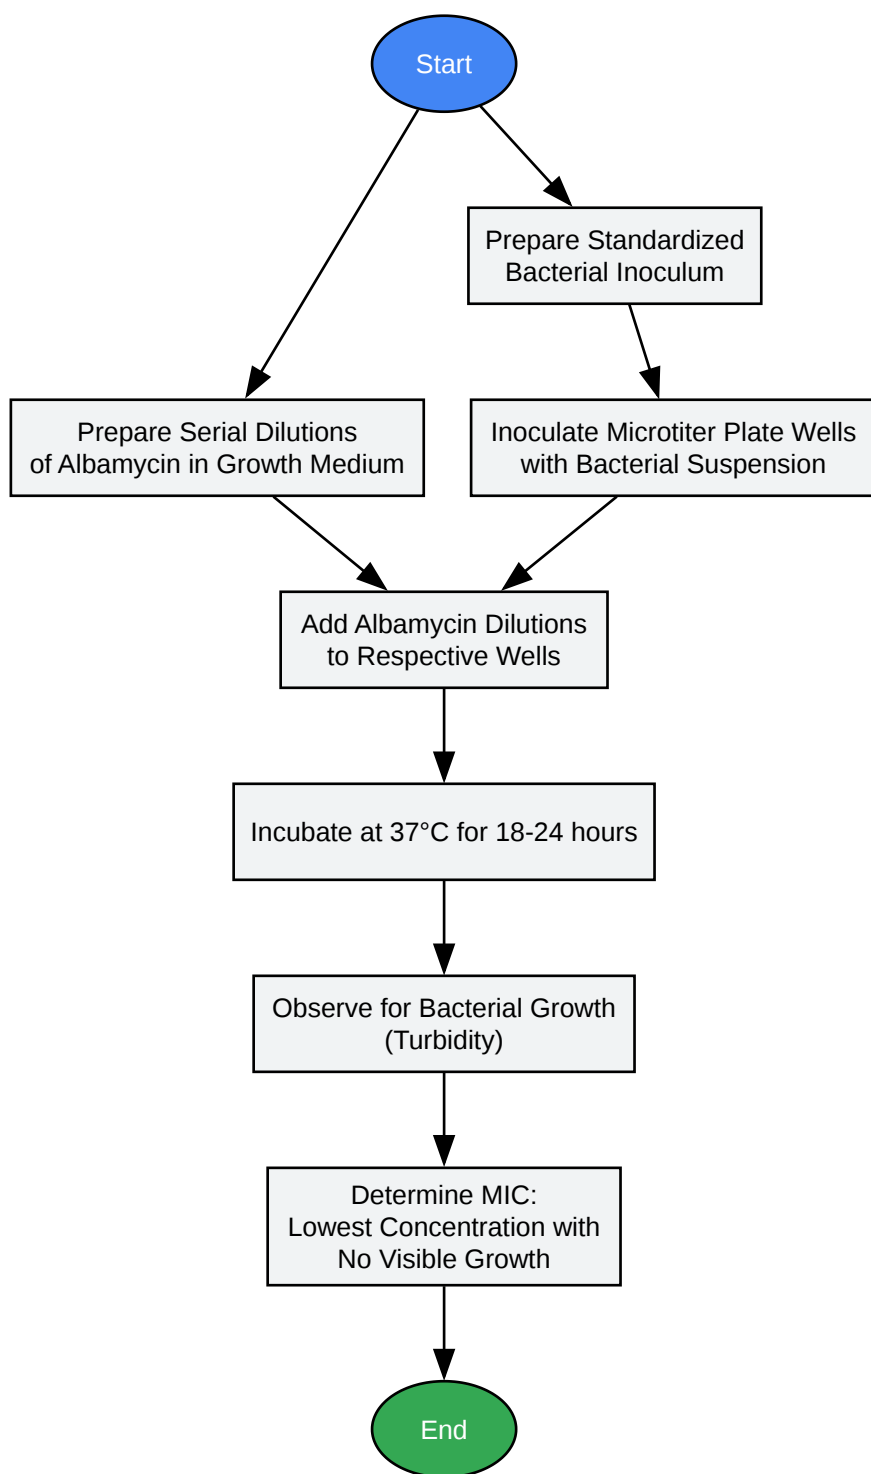 Start
Prepare Standardized
Bacterial Inoculum
Prepare Serial Dilutions
of Albamycin in Growth Medium
Inoculate Microtiter Plate Wells
with Bacterial Suspension
Add Albamycin Dilutions
to Respective Wells
Incubate at 37°C for 18-24 hours
Observe for Bacterial Growth
(Turbidity)
Determine MIC:
Lowest Concentration with
No Visible Growth
End